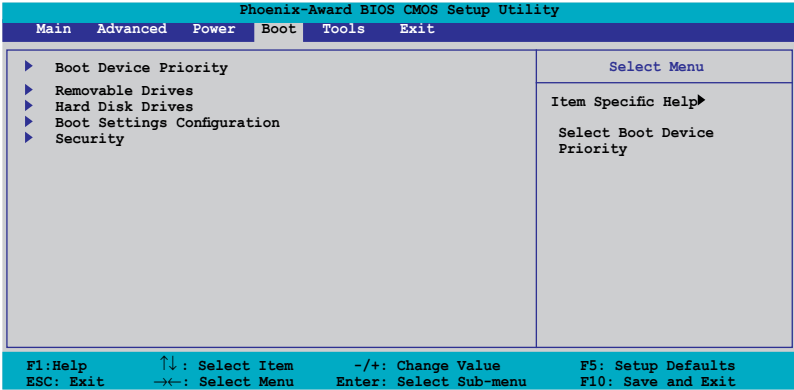 Phoenix-Award BIOS CMOS Setup Utility
Main Advanced Power Boot Tools Exit
Boot Device Priority
Removable Drives
Hard Disk Drives
Boot Settings Configuration
Security
Select Menu
Item Specific Help
Select Boot Device
Priority
F1:Help ↑↓: Select Item -/+: Change Value F5: Setup Defaults
ESC: Exit →←: Select Menu Enter: Select Sub-menu F10: Save and Exit